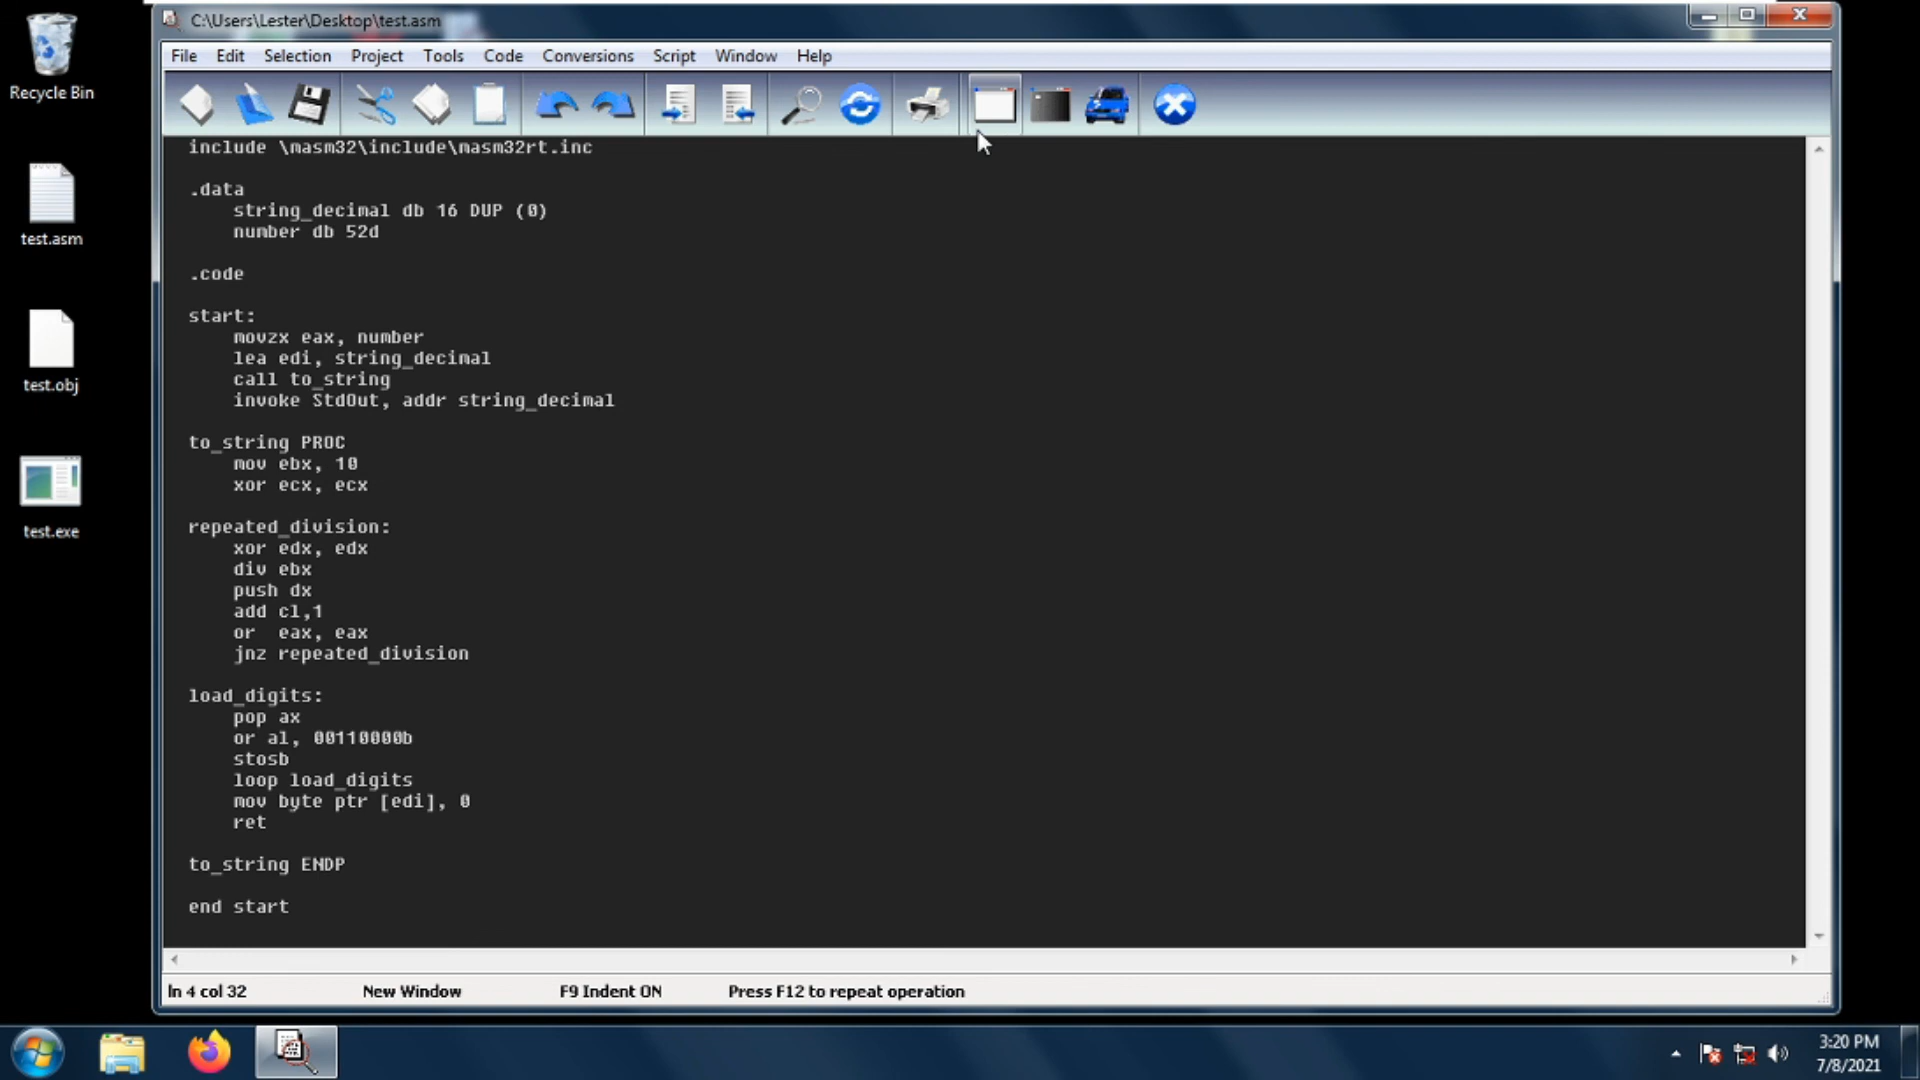 C:\Users\Lester\Desktop\test.asm
File Edit Selection Project Tools Code Conversions Script Window Help
Recycle Bin
test.asm
test.obj
test.exe
include \masm32\include\masm32rt.inc
.data
string_decimal db 16 DUP (0)
number db 52d
.code
start:
movzx eax, number
lea edi, string_decimal
call to_string
invoke StdOut, addr string_decimal
to_string PROC
mov ebx, 10
xor ecx, ecx
repeated_division:
xor edx, edx
div ebx
push dx
add cl,1
or  eax, eax
jnz repeated_division
load_digits:
pop ax
or al, 00110000b
stosb
loop load_digits
mov byte ptr [edi], 0
ret
to_string ENDP
end start
ln 4 col 32 New Window F9 Indent ON Press F12 to repeat operation
3:20 PM
7/8/2021